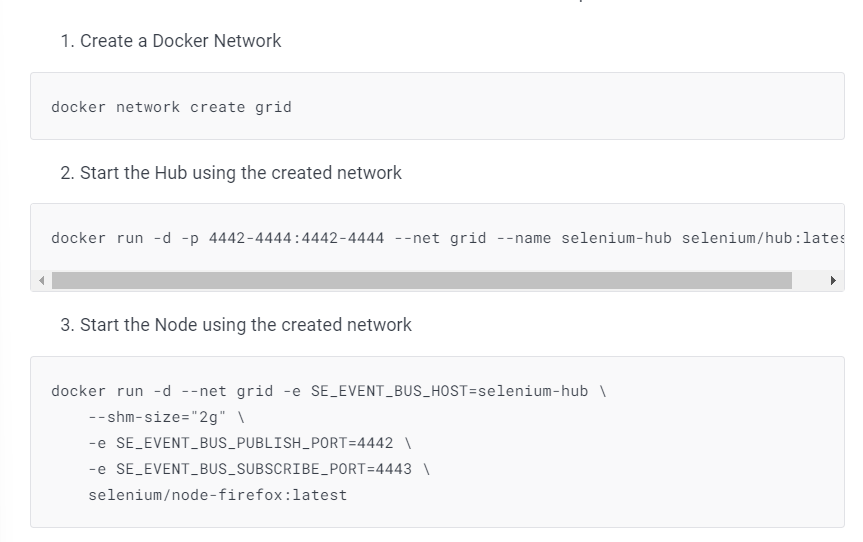 1. Create a Docker Network
docker network create grid
2. Start the Hub using the created network
docker run -d -p 4442-4444:4442-4444 --net grid --name selenium-hub selenium/hub:lates
3. Start the Node using the created network
docker run -d --net grid -e SE_EVENT_BUS_HOST=selenium-hub \
--shm-size="2g" \
-e SE_EVENT_BUS_PUBLISH_PORT=4442 \
-e SE_EVENT_BUS_SUBSCRIBE_PORT=4443 \
selenium/node-firefox:latest